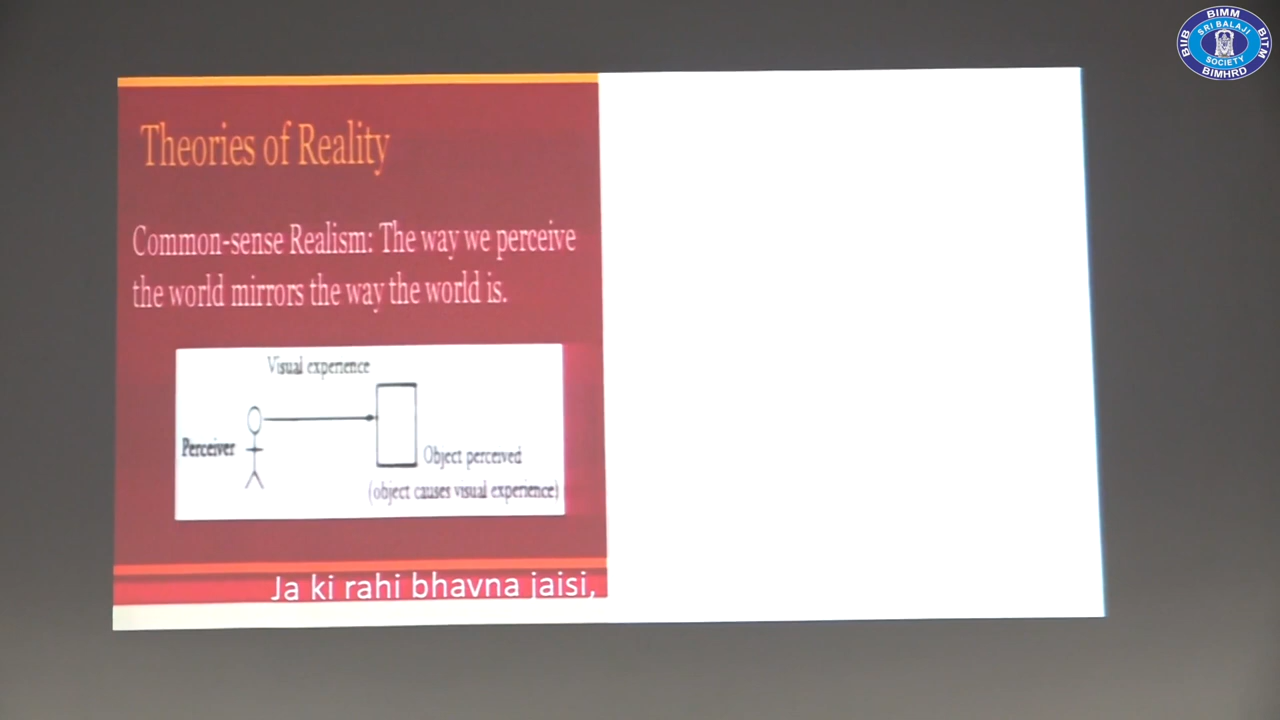 Theories of Reality
Common-sense Realism: The way we perceive
the world mirrors the way the world is.
Visual experience
Perceiver
Object perceived
(object causes visual experience)
Ja ki rahi bhavna jaisi,
BIMM
SRI BALAJI
BIIB
BITM
SOCIETY
BIMHRD